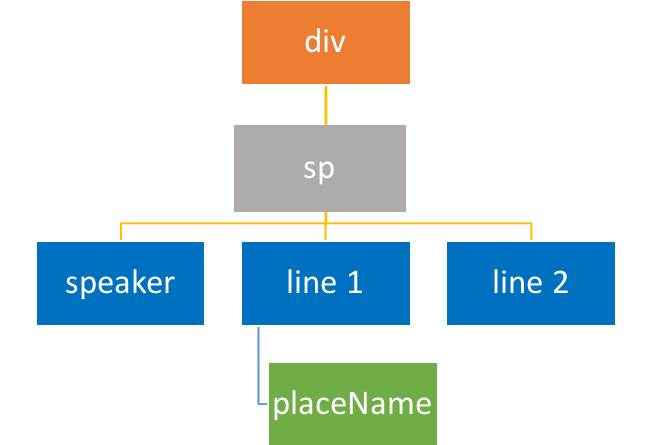 div
sp
speaker
line 1
line 2
placeName